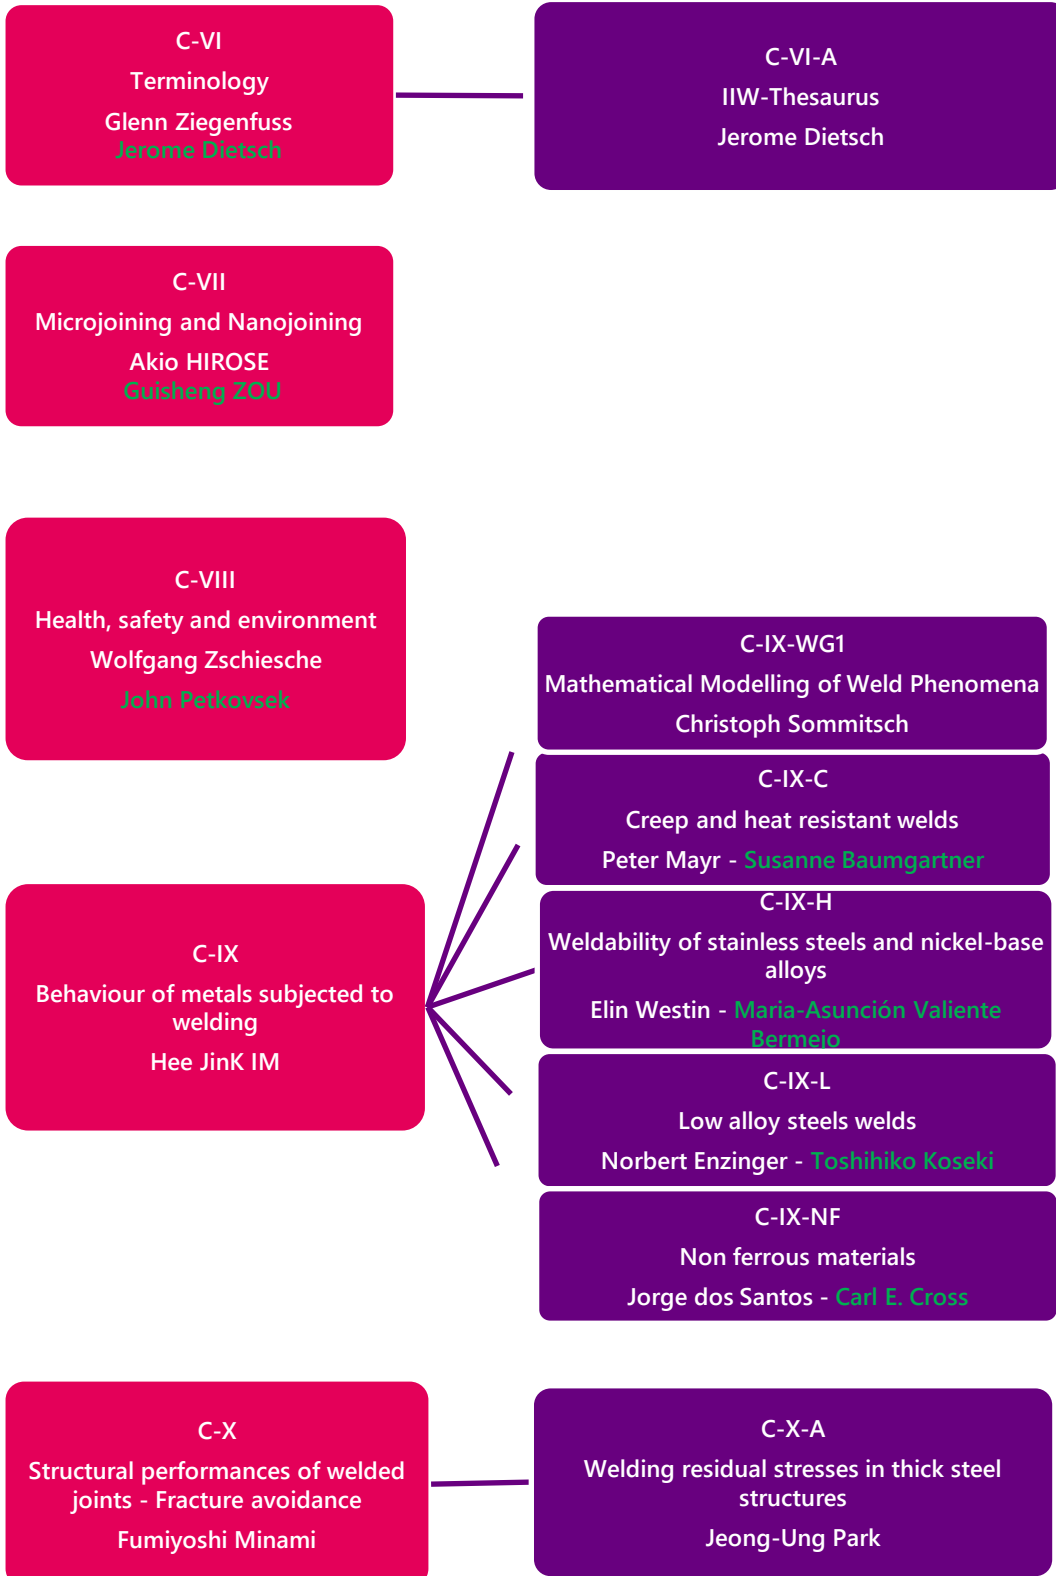 C-VI
Terminology
Glenn Ziegenfuss
Jerome Dietsch
C-VI-A
IIW-Thesaurus
Jerome Dietsch
C-VII
Microjoining and Nanojoining
Akio HIROSE
Guisheng ZOU
C-VIII
Health, safety and environment
Wolfgang Zschiesche
John Petkovsek
C-IX
Behaviour of metals subjected to
welding
Hee JinK IM
C-IX-WG1
Mathematical Modelling of Weld Phenomena
Christoph Sommitsch
C-IX-C
Creep and heat resistant welds
Peter Mayr - Susanne Baumgartner
C-IX-H
Weldability of stainless steels and nickel-base
alloys
Elin Westin - Maria-Asunción Valiente
Bermejo
C-IX-L
Low alloy steels welds
Norbert Enzinger - Toshihiko Koseki
C-IX-NF
Non ferrous materials
Jorge dos Santos - Carl E. Cross
C-X
Structural performances of welded
joints - Fracture avoidance
Fumiyoshi Minami
C-X-A
Welding residual stresses in thick steel
structures
Jeong-Ung Park